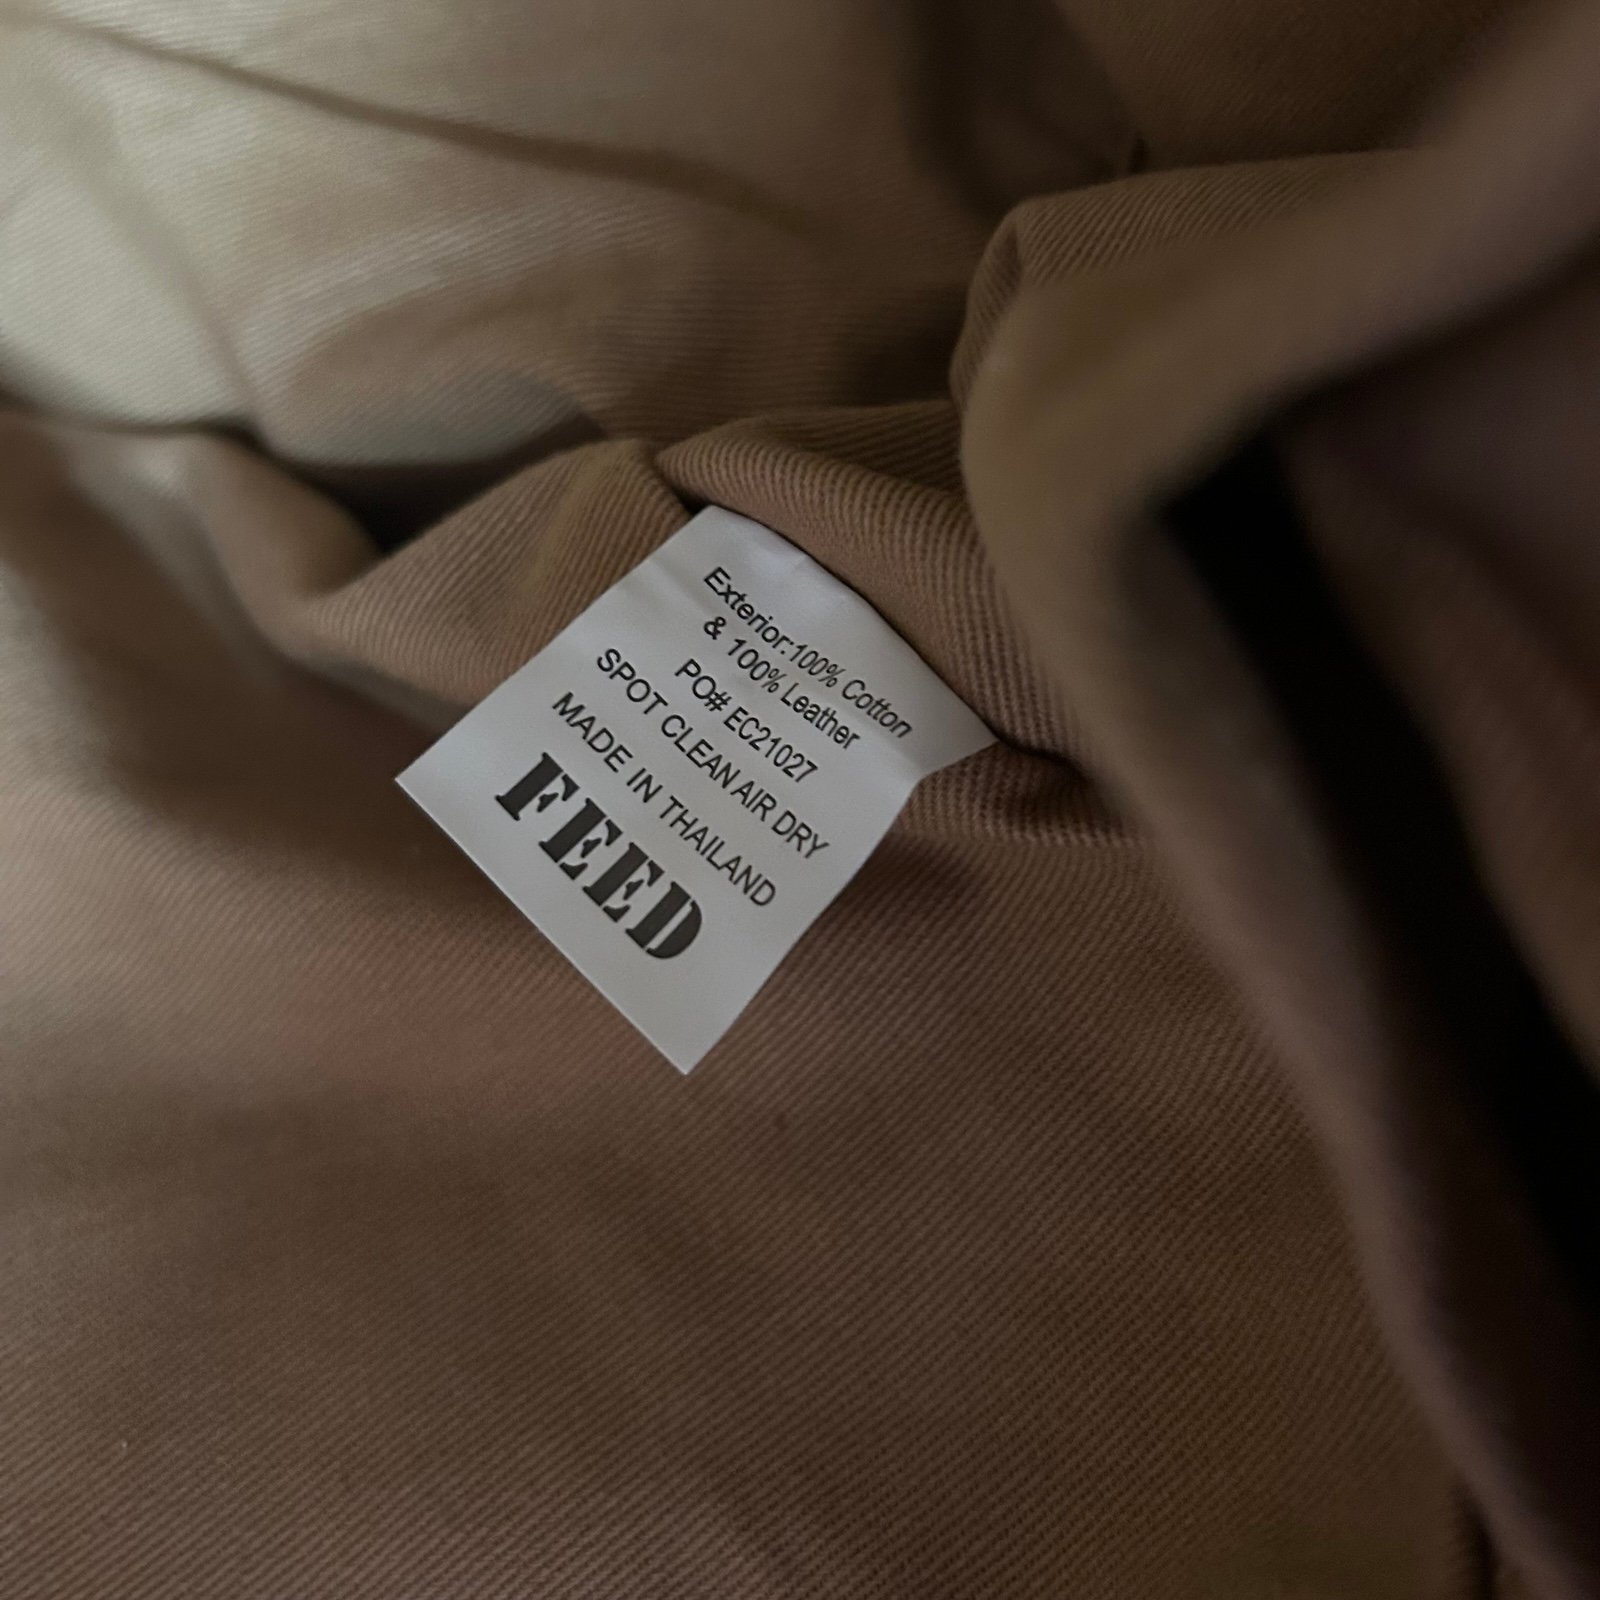 Exterior:100% Cotton
& 100% Leather
PO# EC21027
SPOT CLEAN AIR DRY
MADE IN THAILAND
FEED